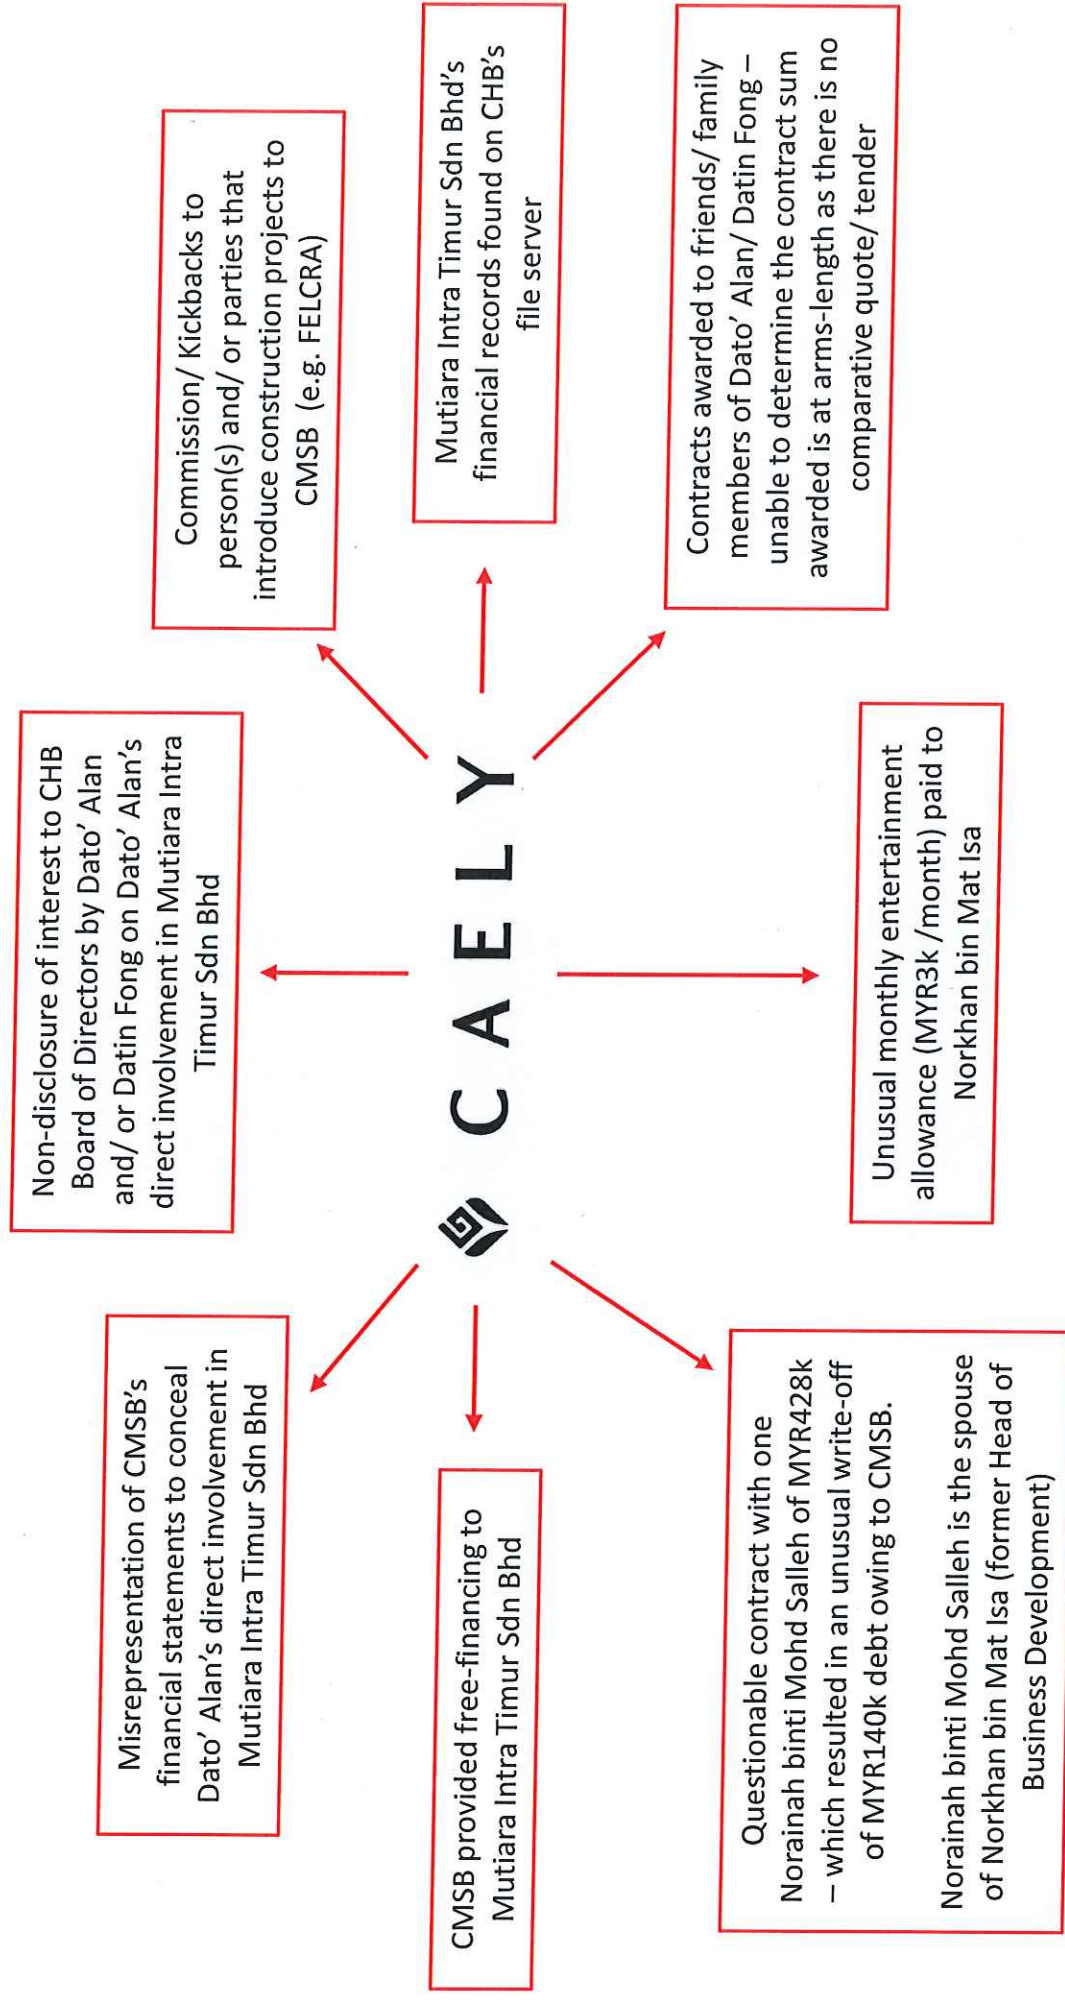 Misrepresentation of CMSB's
financial statements to conceal
Dato' Alan's direct involvement in
Mutiara Intra Timur Sdn Bhd
Non-disclosure of interest to CHB
Board of Directors by Dato' Alan
and/ or Datin Fong on Dato' Alan's
direct involvement in Mutiara Intra
Timur Sdn Bhd
Commission/ Kickbacks to
person(s) and/ or parties that
introduce construction projects to
CMSB (e.g. FELCRA)
CMSB provided free-financing to
Mutiara Intra Timur Sdn Bhd
CAELY
Mutiara Intra Timur Sdn Bhd's
financial records found on CHB's
file server
Questionable contract with one
Norainah binti Mohd Salleh of MYR428k
– which resulted in an unusual write-off
of MYR140k debt owing to CMSB.
Norainah binti Mohd Salleh is the spouse
of Norkhan bin Mat Isa (former Head of
Business Development)
Unusual monthly entertainment
allowance (MYR3k /month) paid to
Norkhan bin Mat Isa
Contracts awarded to friends/ family
members of Dato' Alan/ Datin Fong –
unable to determine the contract sum
awarded is at arms-length as there is no
comparative quote/ tender